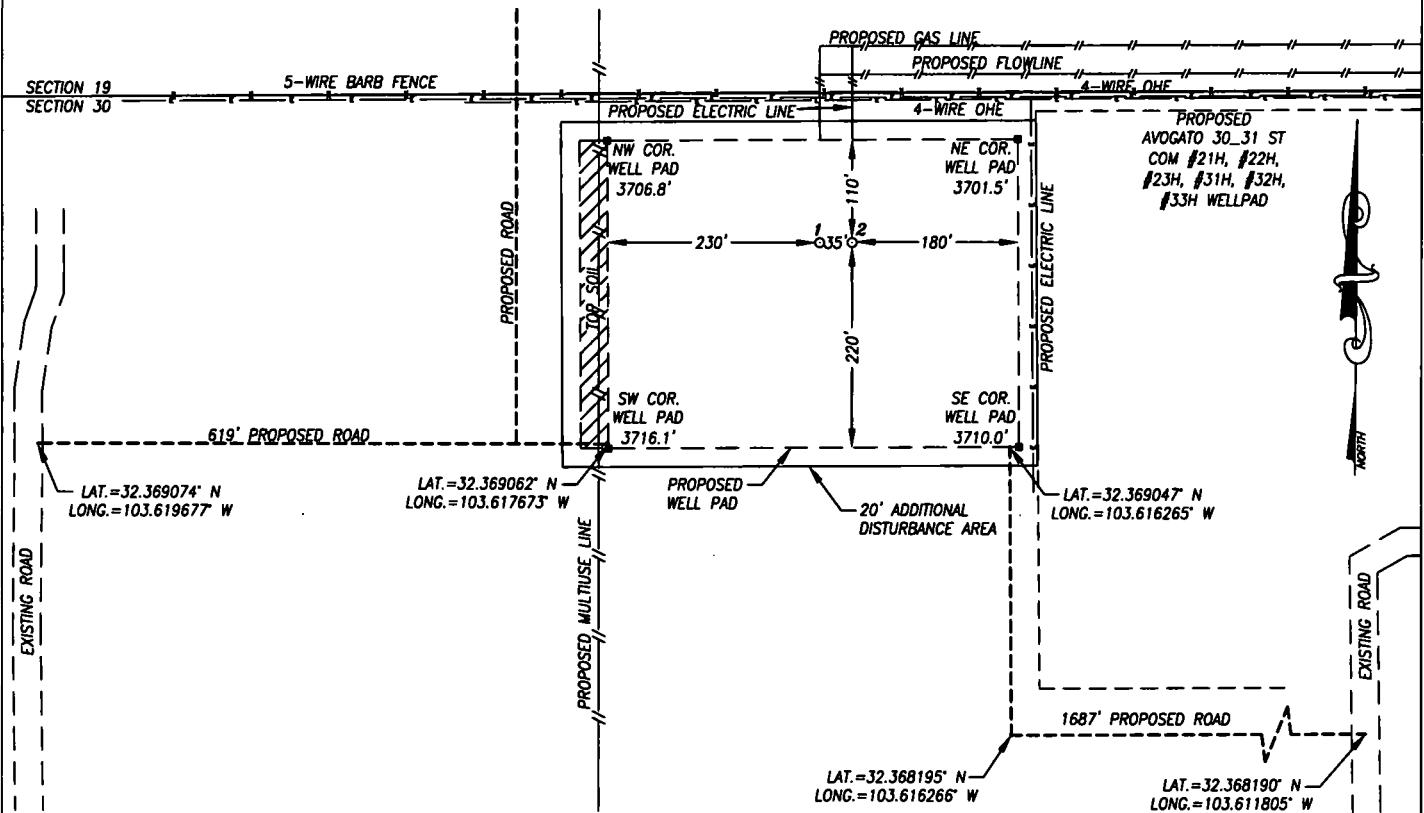 PROPOSED GAS LINE
PROPOSED FLOWLINE
SECTION 19
SECTION 30
5-WIRE BARB FENCE
4-WIRE OHE
PROPOSED ELECTRIC LINE
4-WIRE OHE
PROPOSED
AVOGATO 30_31 ST
COM #21H, #22H,
#23H, #31H, #32H,
#33H WELLPAD
NW COR.
WELL PAD
3706.8'
NE COR.
WELL PAD
3701.5'
110'
230'
1
35'
2
180'
220'
PROPOSED ROAD
TOP SOIL
PROPOSED ELECTRIC LINE
NORTH
SW COR.
WELL PAD
3716.1'
SE COR.
WELL PAD
3710.0'
619' PROPOSED ROAD
LAT.=32.369074° N
LONG.=103.619677° W
LAT.=32.369062° N
LONG.=103.617673° W
PROPOSED
WELL PAD
20' ADDITIONAL
DISTURBANCE AREA
LAT.=32.369047° N
LONG.=103.616265° W
EXISTING ROAD
PROPOSED MULTIUSE LINE
EXISTING ROAD
1687' PROPOSED ROAD
LAT.=32.368195° N
LONG.=103.616266° W
LAT.=32.368190° N
LONG.=103.611805° W